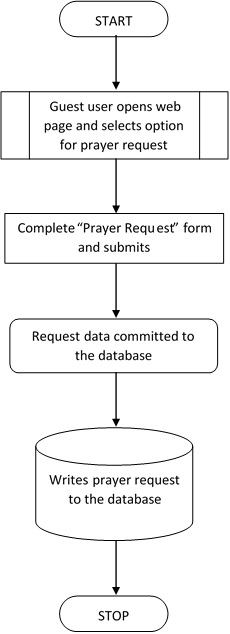 START
Guest user opens web
page and selects option
for prayer request
Complete “Prayer Request” form
and submits
Request data committed to
the database
Writes prayer request
to the database
STOP